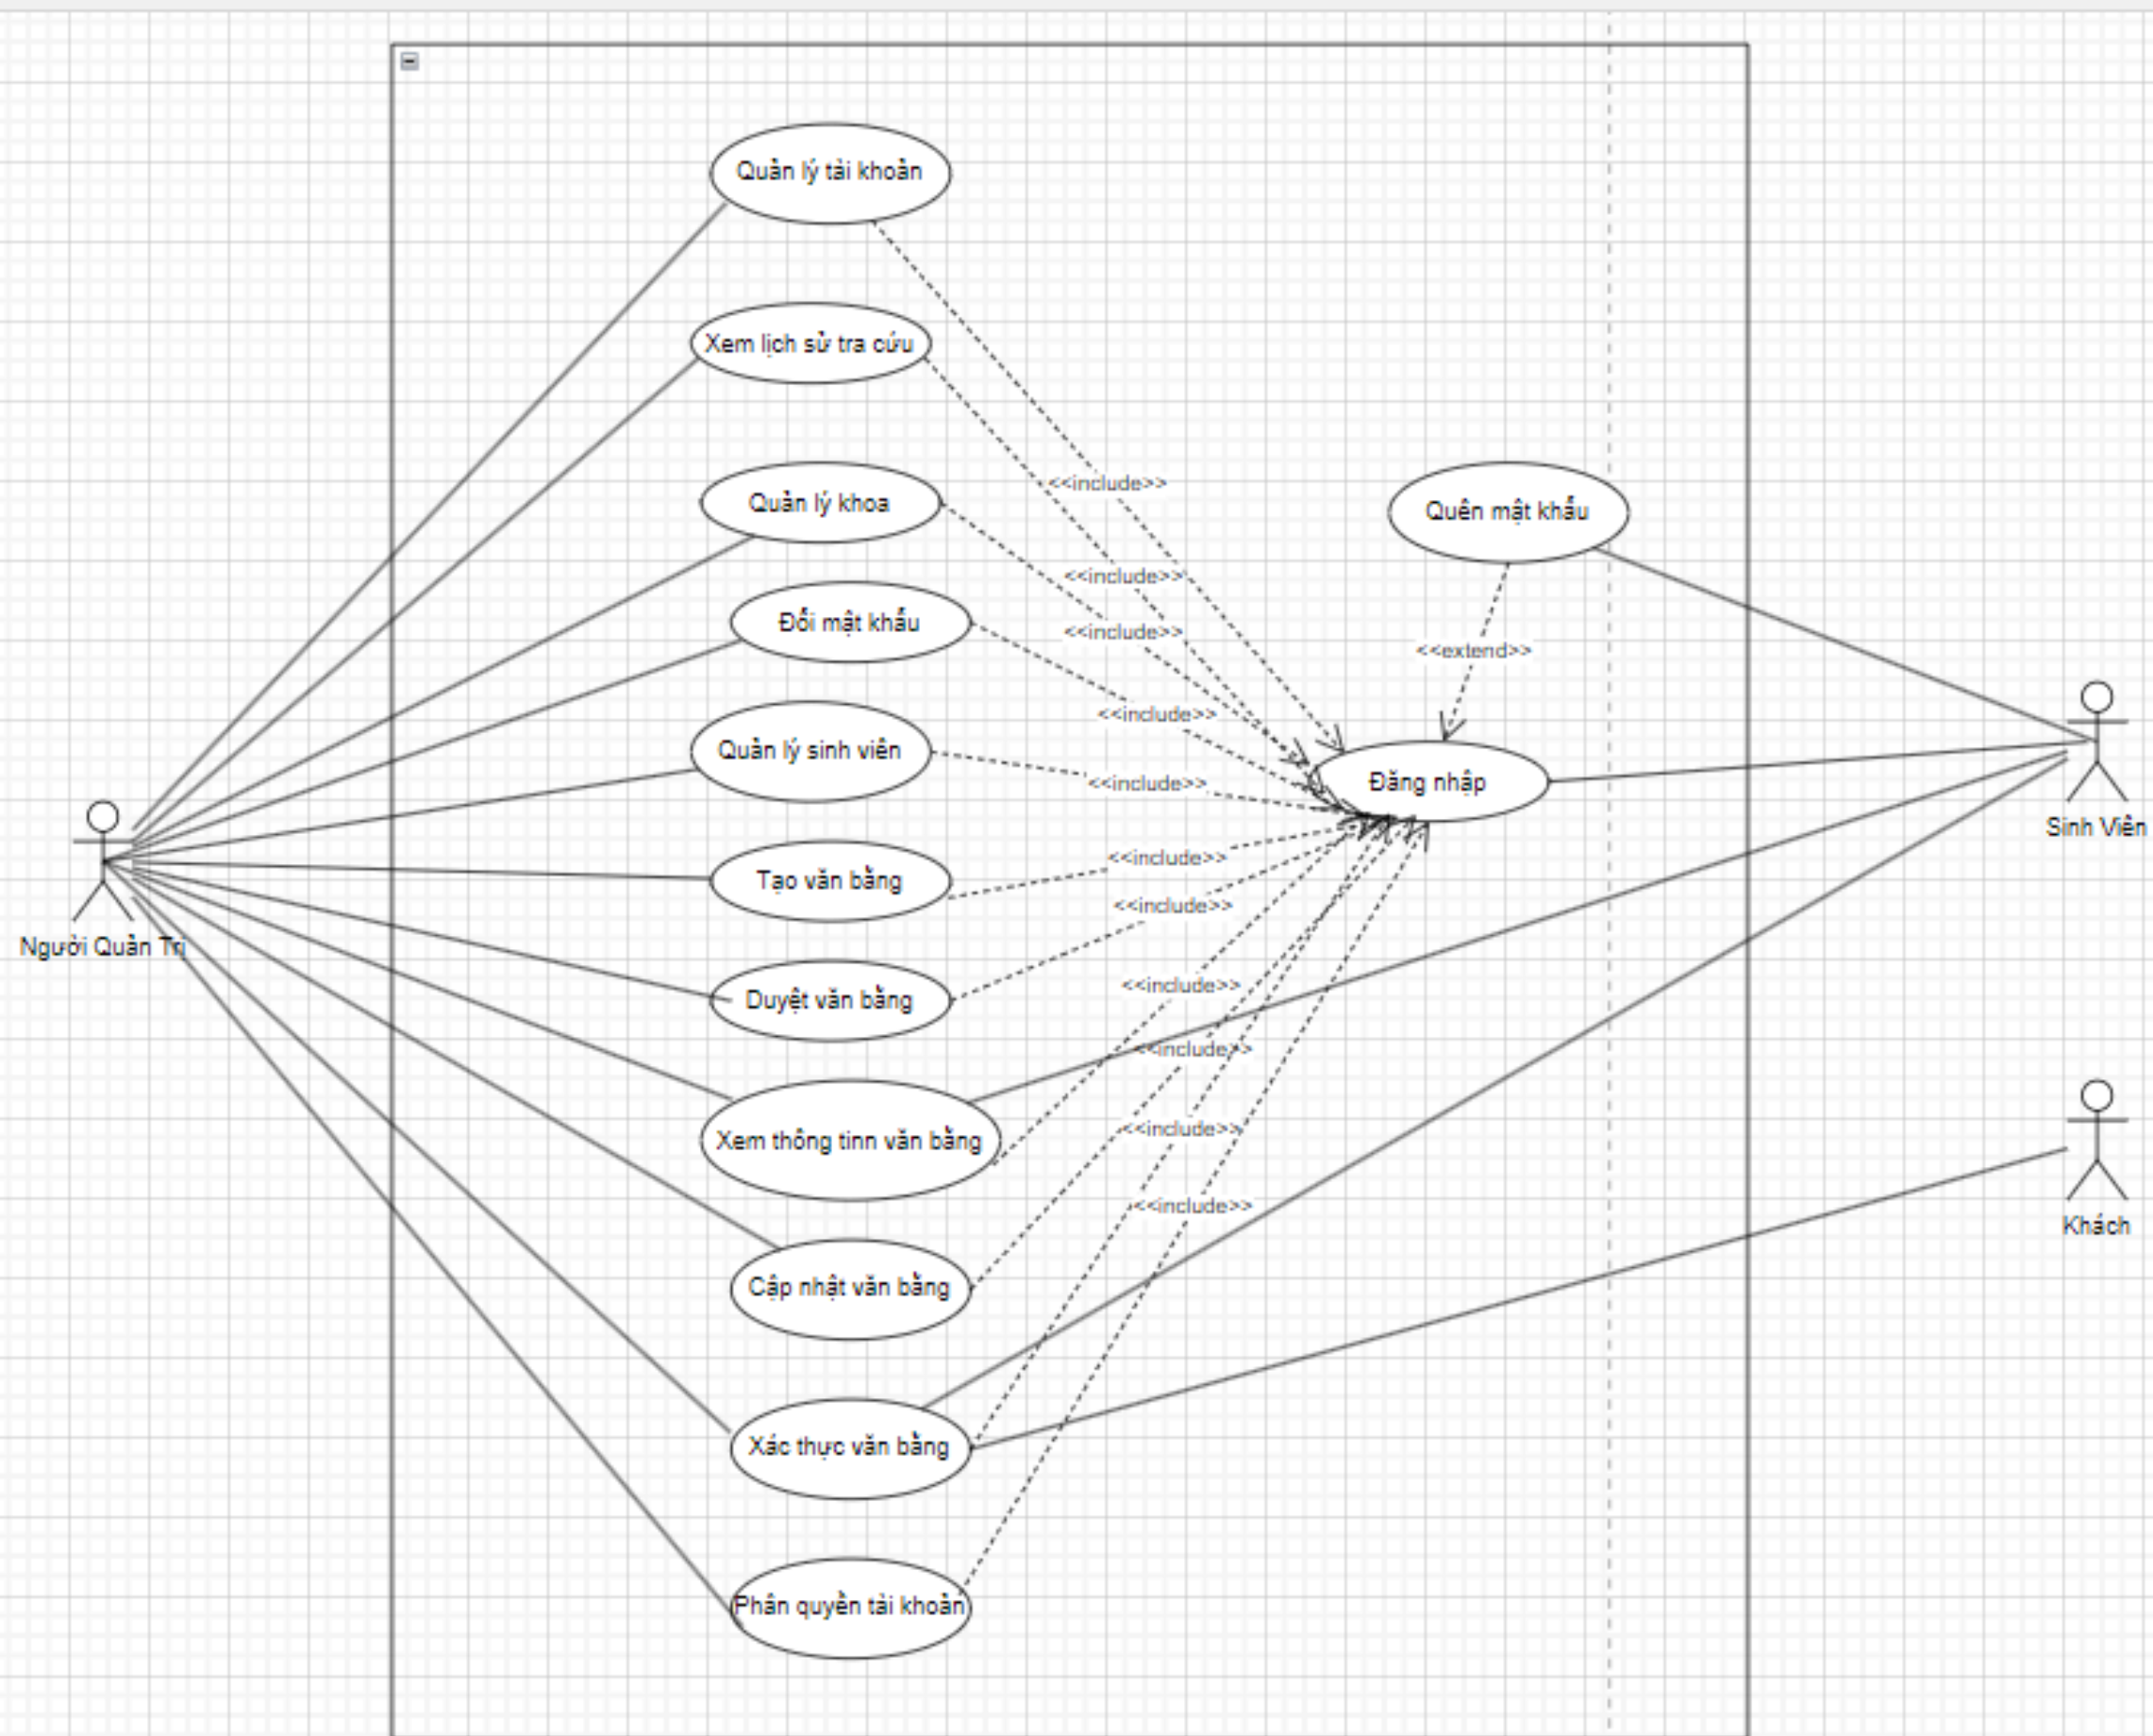 Quản lý tài khoản
Xem lịch sử tra cứu
<<include>>
Quản lý khoa
Quên mật khẩu
<<include>>
Đổi mật khẩu
<<include>>
<<extend>>
<<include>>
Quản lý sinh viên
<<include>>
Đăng nhập
Sinh Viên
<<include>>
Tạo văn bằng
<<include>>
Người Quản Trị
<<include>>
Duyệt văn bằng
<<include>>
<<include>>
Xem thông tinn văn bằng
<<include>>
Khách
Cập nhật văn bằng
Xác thực văn bằng
Phân quyền tài khoản